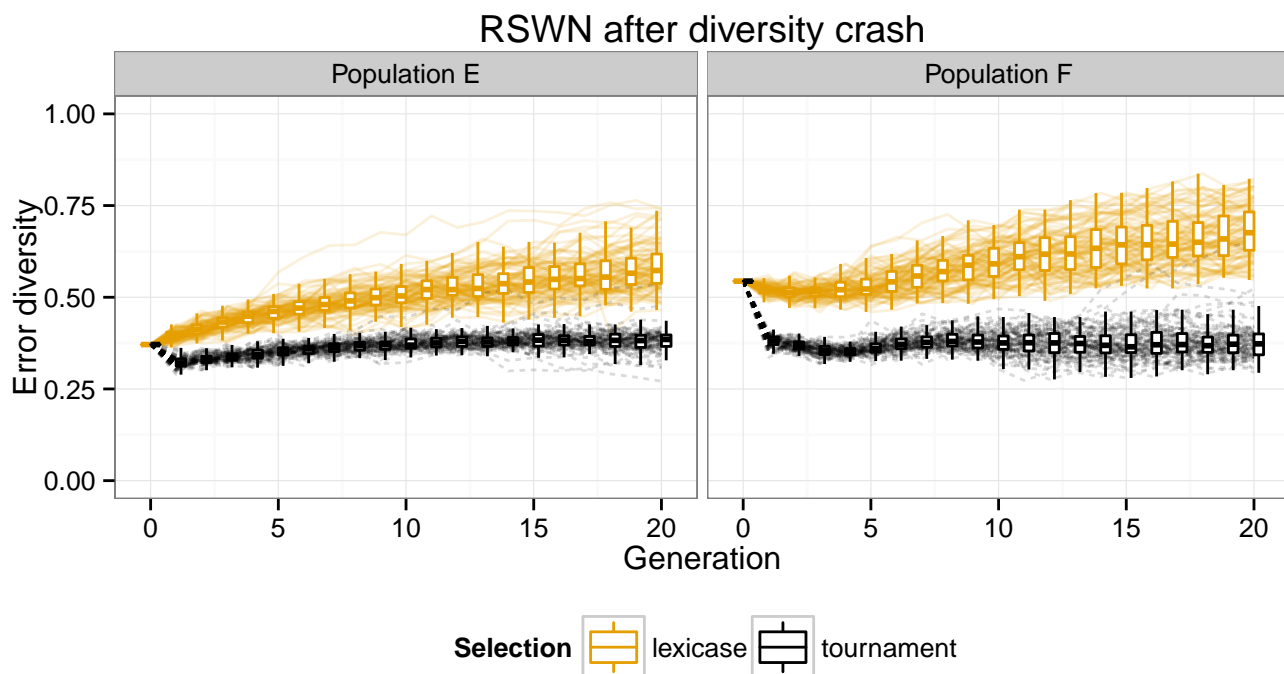 RSWN after diversity crash
Population E
Population F
Error diversity
1.00
0.75
0.50
0.25
0.00
0 5 10 15 20
0 5 10 15 20
Generation
Selection lexicase tournament